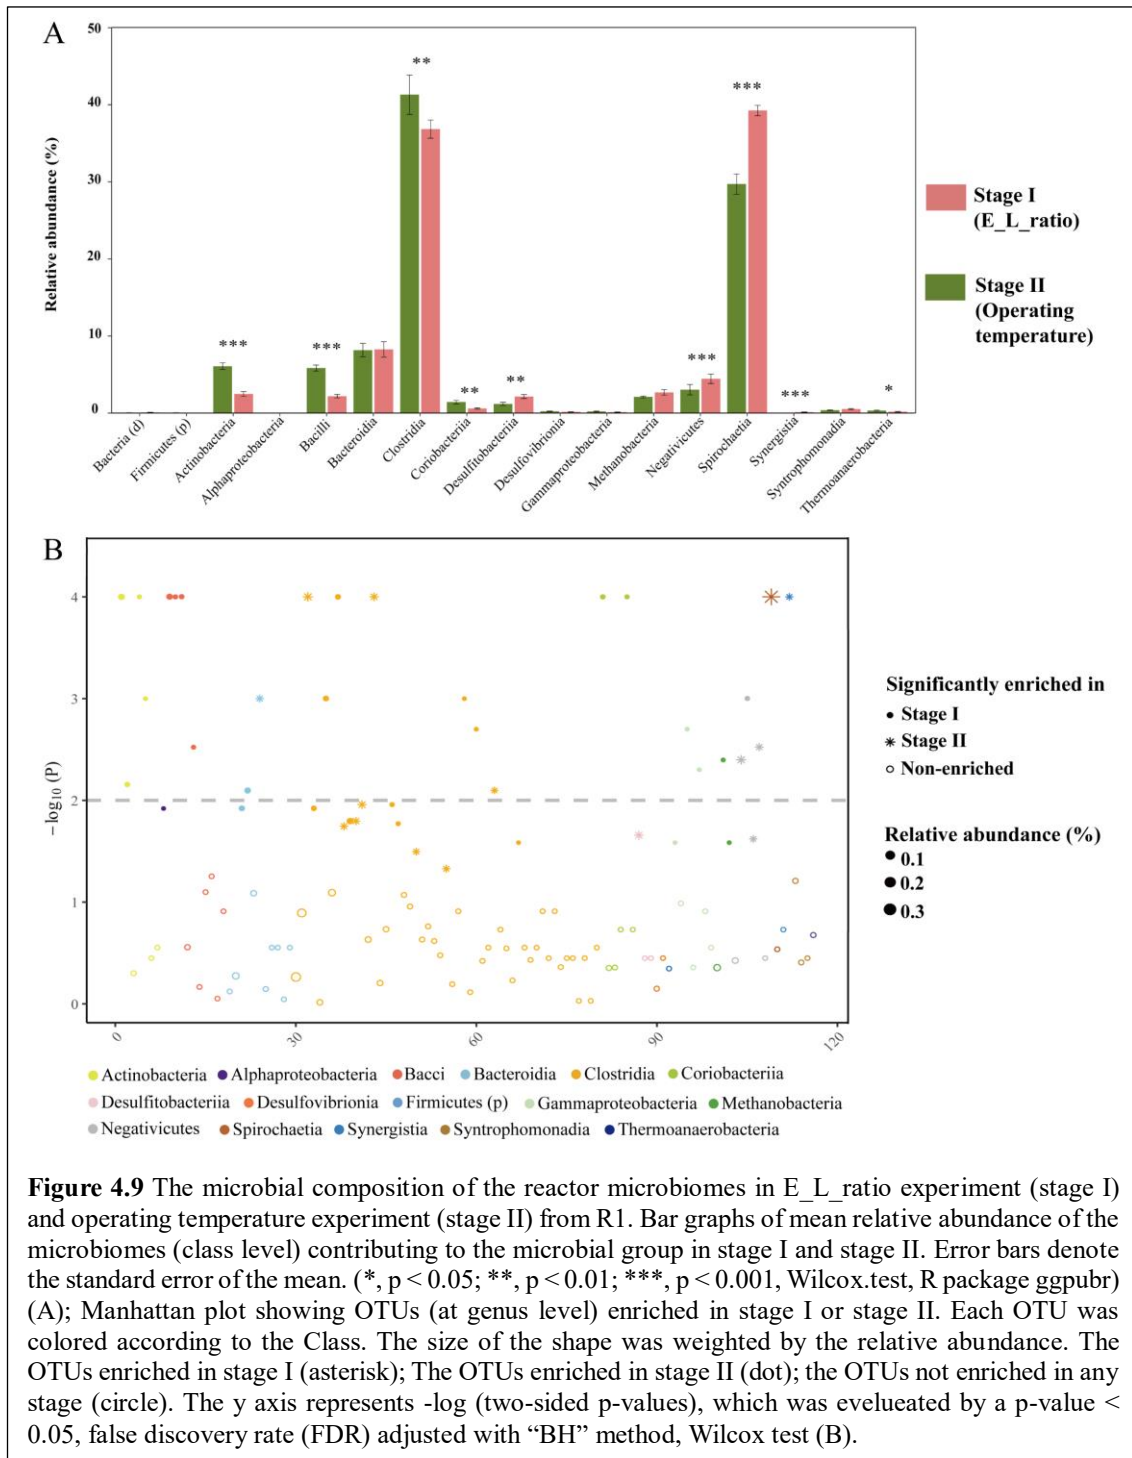 A
50
40
30
20
10
0
Relative abundance (%)
**
***
***
***
**
**
***
***
*
Bacteria (d)
Firmicutes (p)
Actinobacteria
Alphaproteobacteria
Bacilli
Bacteroidia
Clostridia
Coriobacteriia
Desulfitobacteriia
Desulfovibrionia
Gammaproteobacteria
Methanobacteria
Negativicutes
Spirochaetia
Synergistia
Syntrophomonadia
Thermoanaerobacteria
Stage I
(E_L_ratio)
Stage II
(Operating
temperature)
B
4
3
2
1
0
−log10 (P)
0
30
60
90
120
Significantly enriched in
Stage I
Stage II
Non-enriched
Relative abundance (%)
0.1
0.2
0.3
Actinobacteria Alphaproteobacteria Bacci Bacteroidia Clostridia Coriobacteriia
Desulfitobacteriia Desulfovibrionia Firmicutes (p) Gammaproteobacteria Methanobacteria
Negativicutes Spirochaetia Synergistia Syntrophomonadia Thermoanaerobacteria
Figure 4.9 The microbial composition of the reactor microbiomes in E_L_ratio experiment (stage I)
and operating temperature experiment (stage II) from R1. Bar graphs of mean relative abundance of the
microbiomes (class level) contributing to the microbial group in stage I and stage II. Error bars denote
the standard error of the mean. (*, p < 0.05; **, p < 0.01; ***, p < 0.001, Wilcox.test, R package ggpubr)
(A); Manhattan plot showing OTUs (at genus level) enriched in stage I or stage II. Each OTU was
colored according to the Class. The size of the shape was weighted by the relative abundance. The
OTUs enriched in stage I (asterisk); The OTUs enriched in stage II (dot); the OTUs not enriched in any
stage (circle). The y axis represents -log (two-sided p-values), which was evelueated by a p-value <
0.05, false discovery rate (FDR) adjusted with “BH” method, Wilcox test (B).